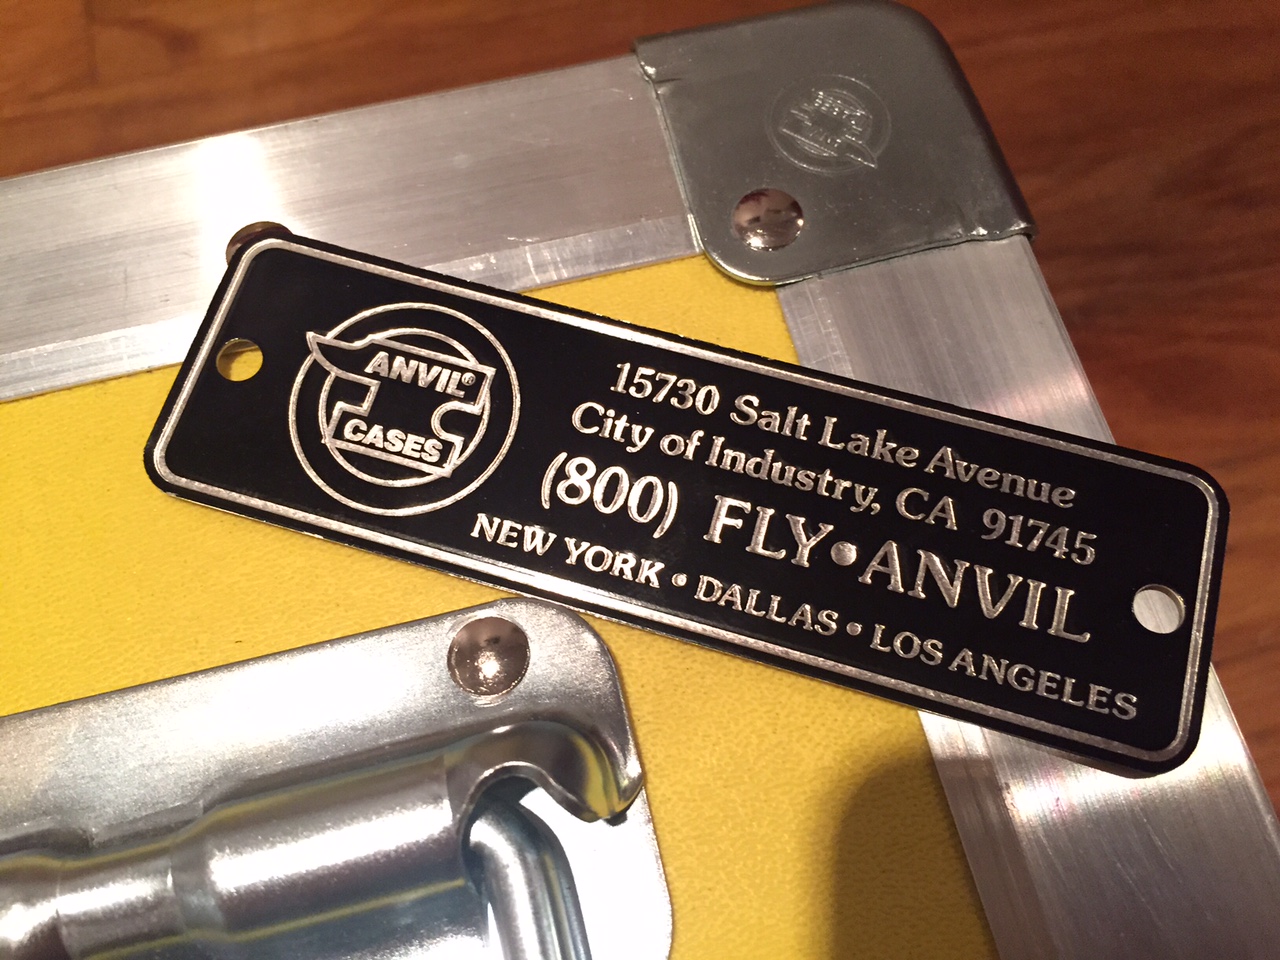 ANVIL®
CASES
15730 Salt Lake Avenue
City of Industry, CA 91745
(800) FLY•ANVIL
NEW YORK • DALLAS • LOS ANGELES